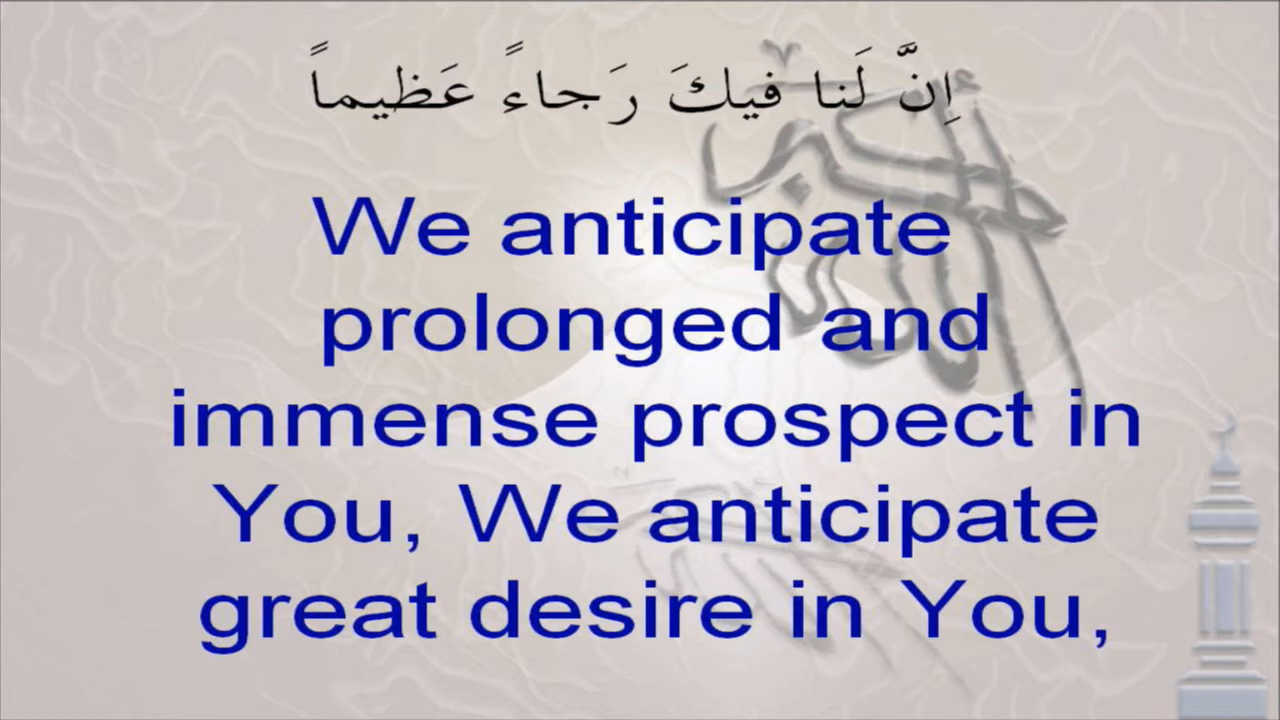 إِنَّ لَنا فيكَ رَجاءً عَظيماً
We anticipate
prolonged and
immense prospect in
You, We anticipate
great desire in You,